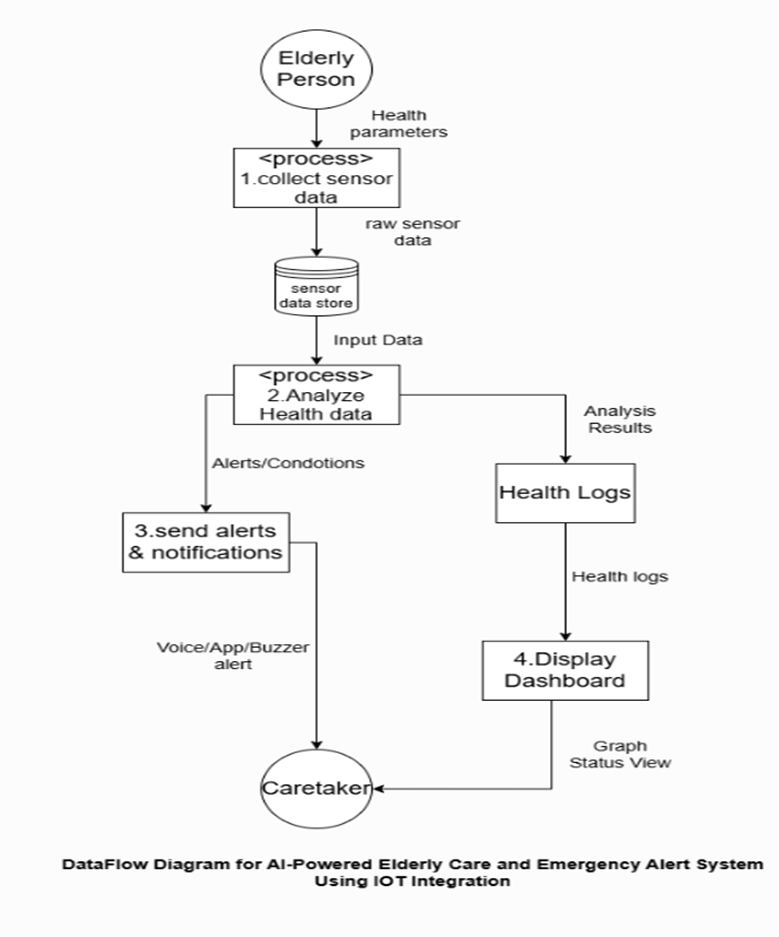 Elderly
Person
Health
parameters
<process>
1.collect sensor
data
raw sensor
data
sensor
data store
Input Data
<process>
2.Analyze
Health data
Analysis
Results
Alerts/Condotions
Health Logs
3.send alerts
& notifications
Health logs
Voice/App/Buzzer
alert
4.Display
Dashboard
Graph
Status View
Caretaker
DataFlow Diagram for AI-Powered Elderly Care and Emergency Alert System
Using IOT Integration